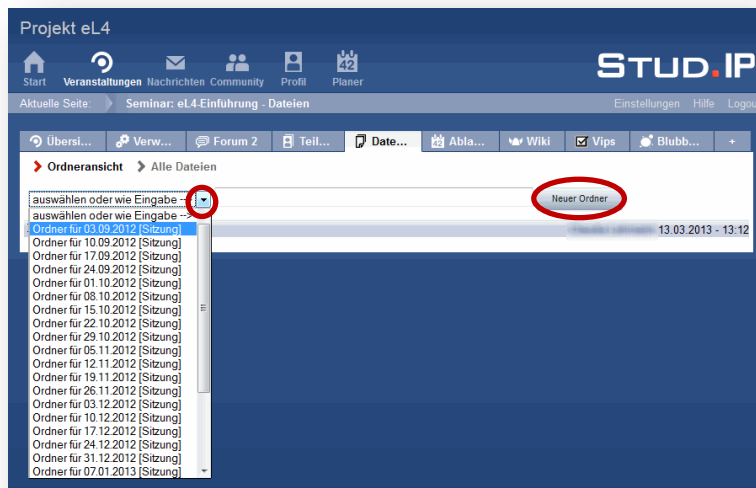 Projekt eL4
42
Start Veranstaltungen Nachrichten Community Profil Planer
STUD.IP
Aktuelle Seite: Seminar: eL4-Einführung - Dateien Einstellungen Hilfe Logou
Übersi... Verw... Forum 2 Teil... Date... Abla... Wiki Vips Blubb... +
Ordneransicht Alle Dateien
auswählen oder wie Eingabe -- Neuer Ordner
auswählen oder wie Eingabe -->
Ordner für 03.09.2012 [Sitzung] 13.03.2013 - 13:12
Ordner für 10.09.2012 [Sitzung]
Ordner für 17.09.2012 [Sitzung]
Ordner für 24.09.2012 [Sitzung]
Ordner für 01.10.2012 [Sitzung]
Ordner für 08.10.2012 [Sitzung]
Ordner für 15.10.2012 [Sitzung]
Ordner für 22.10.2012 [Sitzung]
Ordner für 29.10.2012 [Sitzung]
Ordner für 05.11.2012 [Sitzung]
Ordner für 12.11.2012 [Sitzung]
Ordner für 19.11.2012 [Sitzung]
Ordner für 26.11.2012 [Sitzung]
Ordner für 03.12.2012 [Sitzung]
Ordner für 10.12.2012 [Sitzung]
Ordner für 17.12.2012 [Sitzung]
Ordner für 24.12.2012 [Sitzung]
Ordner für 31.12.2012 [Sitzung]
Ordner für 07.01.2013 [Sitzung]